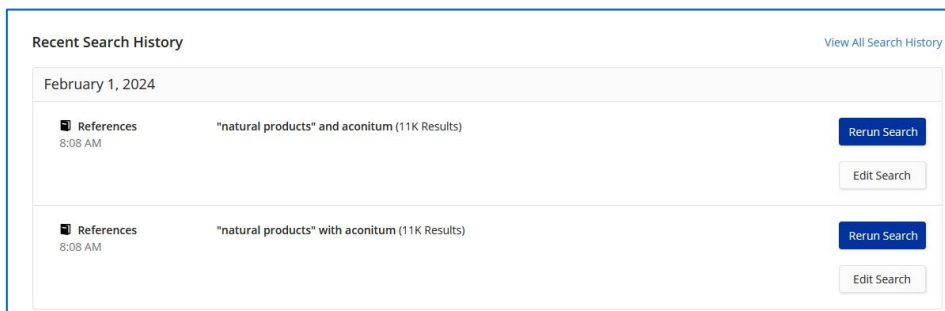 Recent Search History
View All Search History
February 1, 2024
References
"natural products" and aconitum (11K Results)
Rerun Search
8:08 AM
Edit Search
References
"natural products" with aconitum (11K Results)
Rerun Search
8:08 AM
Edit Search